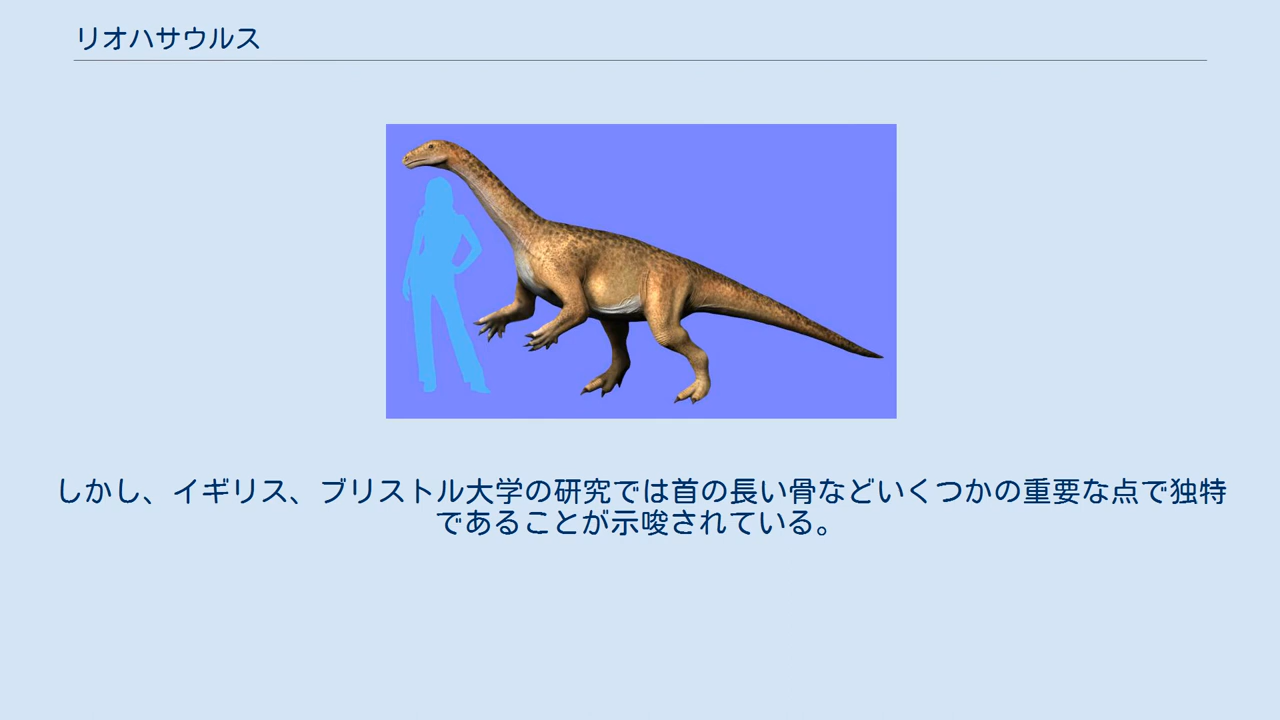 リオハサウルス
しかし、イギリス、ブリストル大学の研究では首の長い骨などいくつかの重要な点で独特
であることが示唆されている。